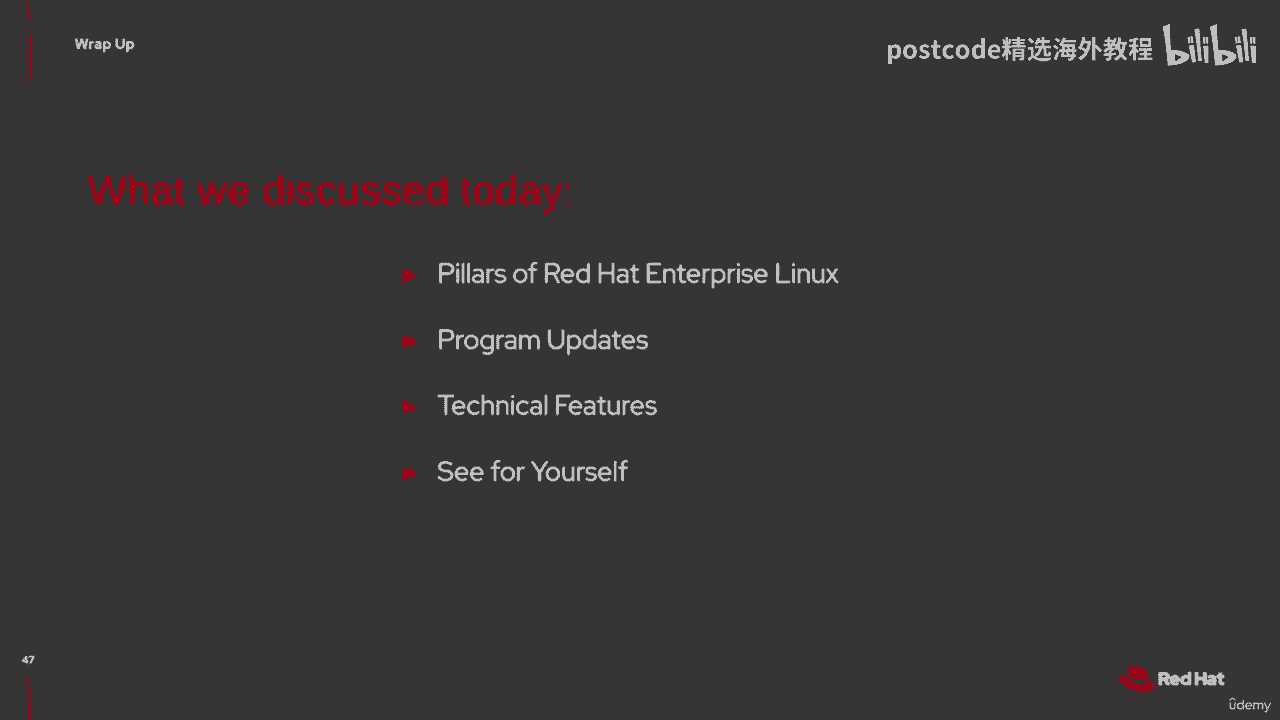 Wrap Up
postcode精选海外教程 bilibili
What we discussed today:
Pillars of Red Hat Enterprise Linux
Program Updates
Technical Features
See for Yourself
47
Red Hat
ûdemy